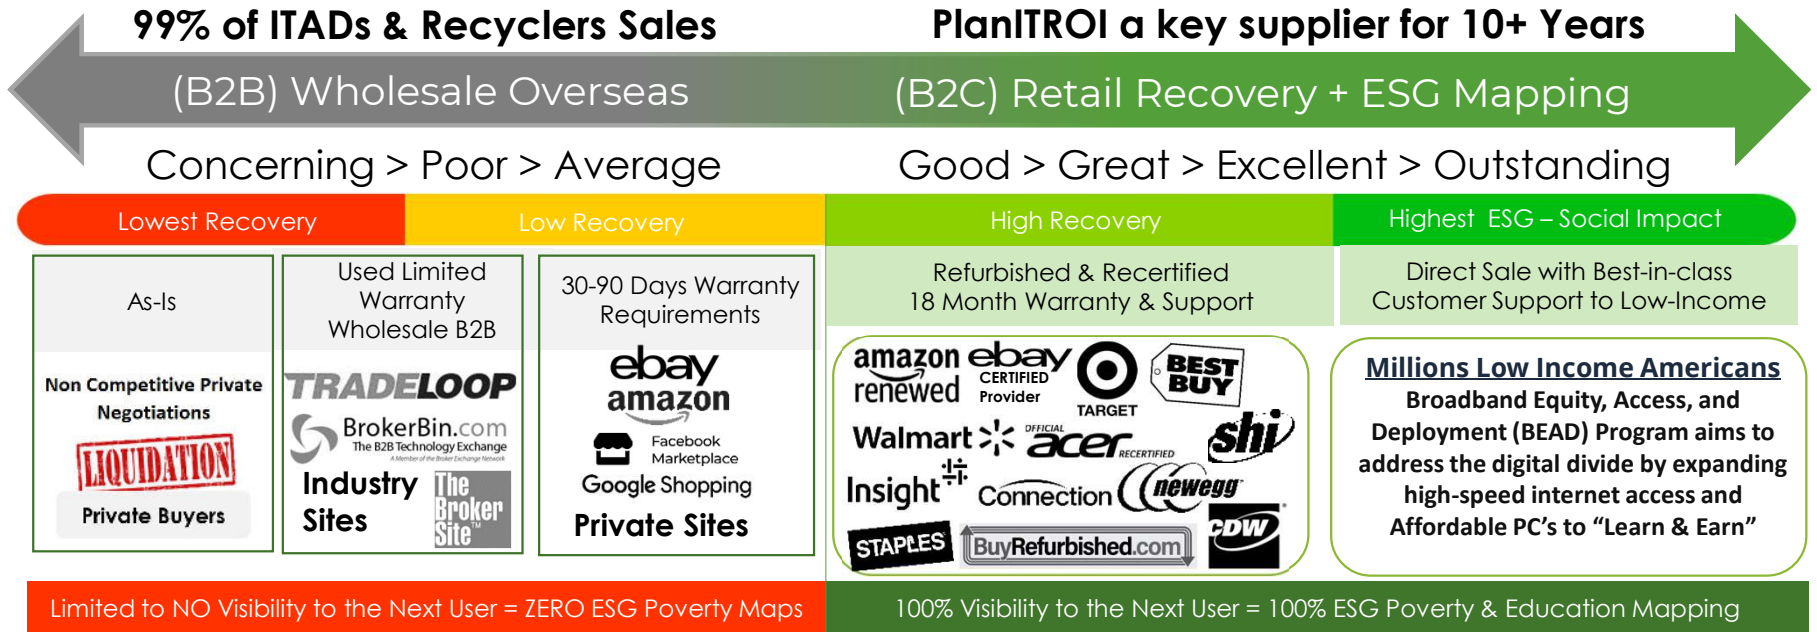 99% of ITADs & Recyclers Sales
PlanITROI a key supplier for 10+ Years
(B2B) Wholesale Overseas
(B2C) Retail Recovery + ESG Mapping
Concerning > Poor > Average
Good > Great > Excellent > Outstanding
Lowest Recovery
Low Recovery
High Recovery
Highest ESG – Social Impact
As-Is
Non Competitive Private
Negotiations
LIQUIDATION
Private Buyers
Used Limited
Warranty
Wholesale B2B
TRADELOOP
BrokerBin.com
The B2B Technology Exchange
A Member of the Broker Exchange Network
Industry
Sites
The
Broker
Site™
30-90 Days Warranty
Requirements
ebay
amazon
Facebook
Marketplace
Google Shopping
Private Sites
Refurbished & Recertified
18 Month Warranty & Support
amazon
renewed
ebay
CERTIFIED
Provider
TARGET
BEST
BUY
Walmart
OFFICIAL
acer
RECERTIFIED
shi
Insight
Connection
newegg
STAPLES
BuyRefurbished.com
CDW
Direct Sale with Best-in-class
Customer Support to Low-Income
Millions Low Income Americans
Broadband Equity, Access, and
Deployment (BEAD) Program aims to
address the digital divide by expanding
high-speed internet access and
Affordable PC's to “Learn & Earn”
Limited to NO Visibility to the Next User = ZERO ESG Poverty Maps
100% Visibility to the Next User = 100% ESG Poverty & Education Mapping